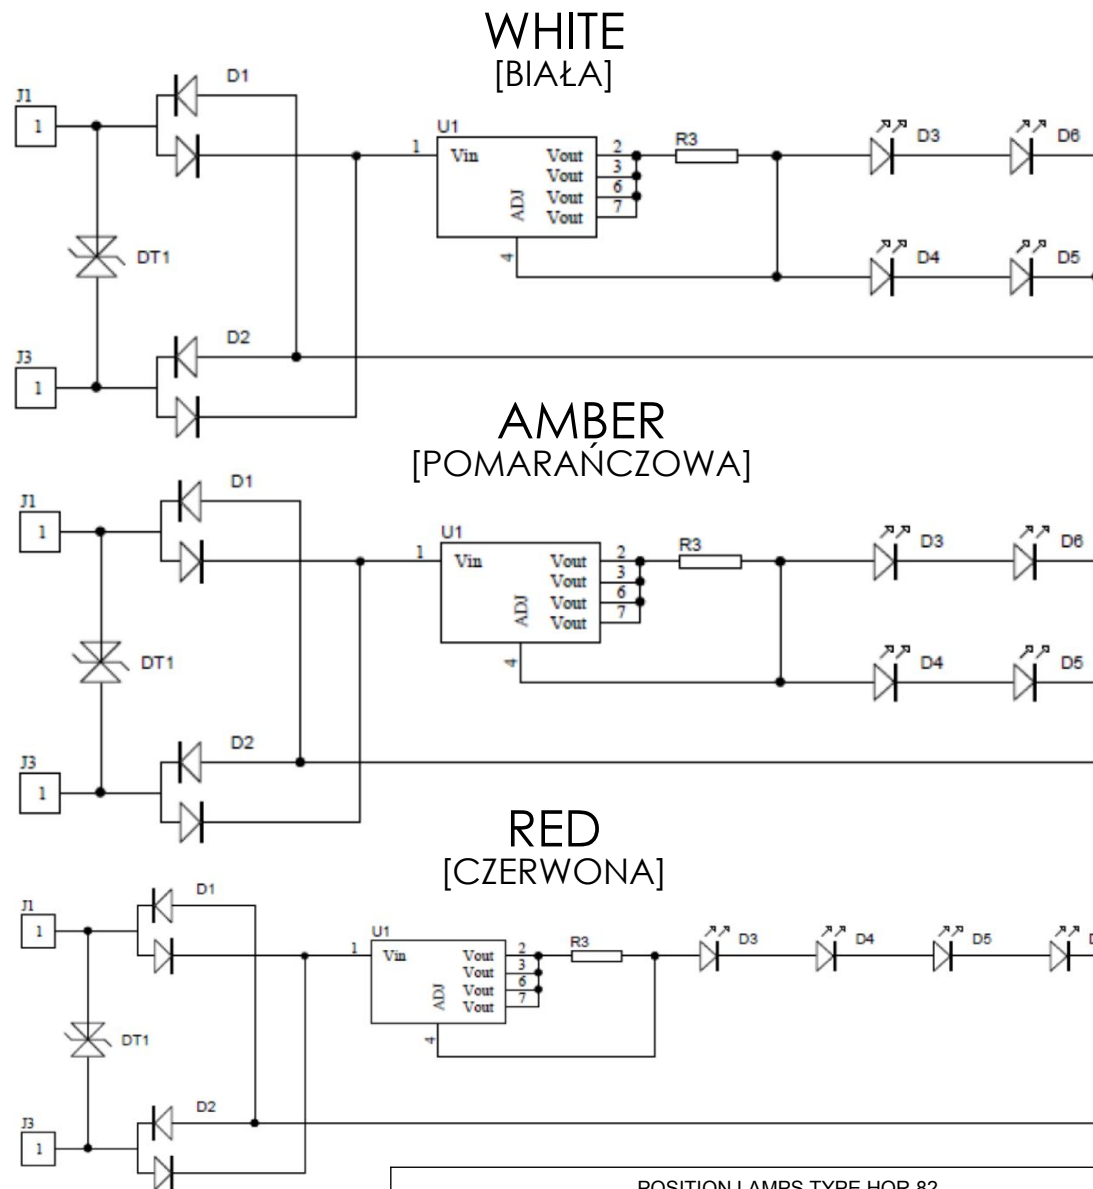 WHITE
[BIAŁA]
J1
1
D1
DT1
J3
1
D2
U1
1
Vin
ADJ
4
Vout 2
Vout 3
Vout 6
Vout 7
R3
D3
D6
D4
D5
AMBER
[POMARAŃCZOWA]
J1
1
D1
DT1
J3
1
D2
U1
1
Vin
ADJ
4
Vout 2
Vout 3
Vout 6
Vout 7
R3
D3
D6
D4
D5
RED
[CZERWONA]
J1
1
D1
DT1
J3
1
D2
U1
1
Vin
ADJ
4
Vout 2
Vout 3
Vout 6
Vout 7
R3
D3
D4
D5
POSITION LAMPS TYPE HOR 82